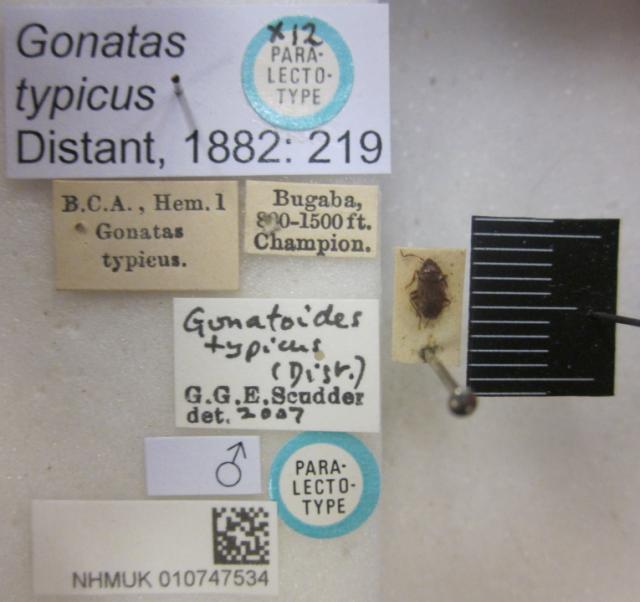 Gonatas
typicus
Distant, 1882: 219
x12
PARA-
LECTO-
TYPE
B.C.A., Hem. 1
Gonatas
typicus.
Bugaba,
800-1500 ft.
Champion.
Gonatoides
typicus
(Dist.)
G.G.E. Scudder
det. 2007
♂
PARA-
LECTO-
TYPE
NHMUK 010747534